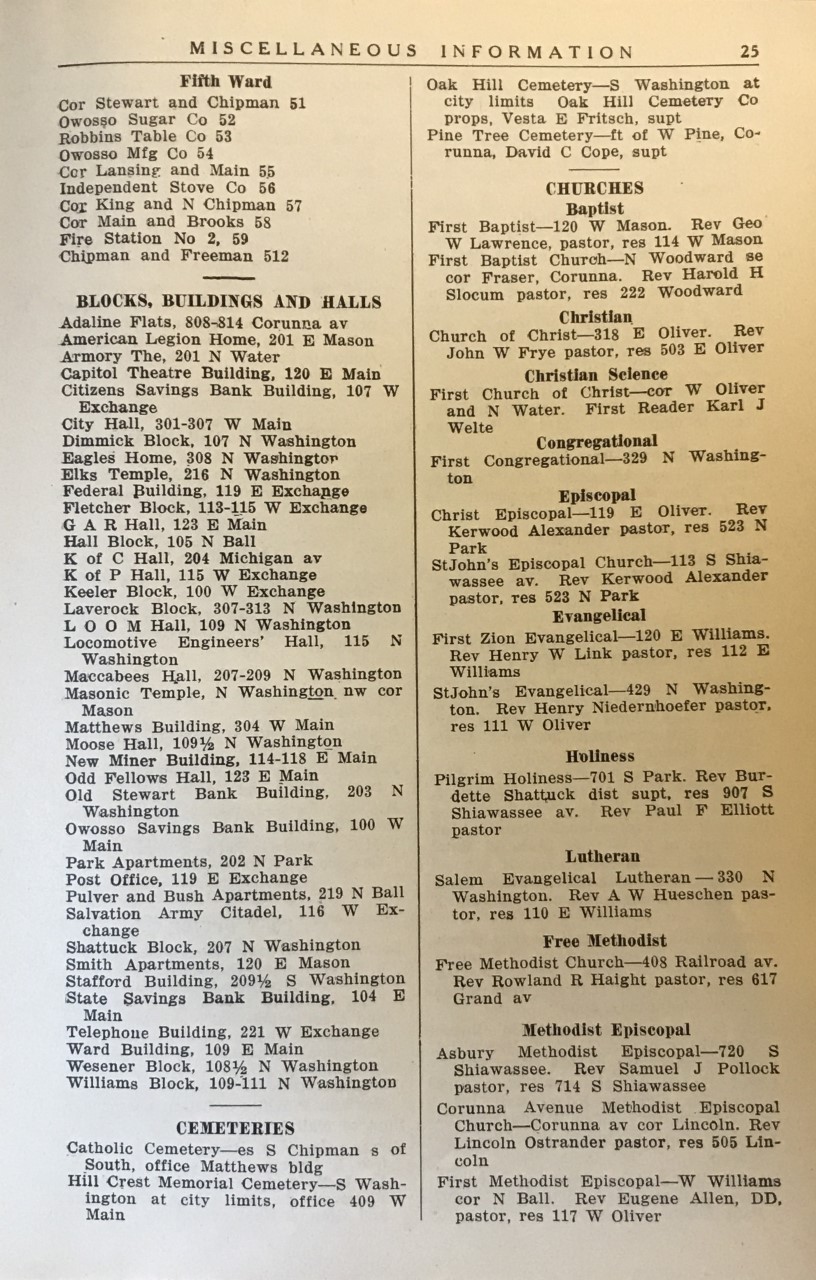 MISCELLANEOUS INFORMATION 25
Fifth Ward
Cor Stewart and Chipman 51
Owosso Sugar Co 52
Robbins Table Co 53
Owosso Mfg Co 54
Cor Lansing and Main 55
Independent Stove Co 56
Cor King and N Chipman 57
Cor Main and Brooks 58
Fire Station No 2, 59
Chipman and Freeman 512
BLOCKS, BUILDINGS AND HALLS
Adaline Flats, 808-814 Corunna av
American Legion Home, 201 E Mason
Armory The, 201 N Water
Capitol Theatre Building, 120 E Main
Citizens Savings Bank Building, 107 W
Exchange
City Hall, 301-307 W Main
Dimmick Block, 107 N Washington
Eagles Home, 308 N Washington
Elks Temple, 216 N Washington
Federal Building, 119 E Exchange
Fletcher Block, 113-115 W Exchange
G A R Hall, 123 E Main
Hall Block, 105 N Ball
K of C Hall, 204 Michigan av
K of P Hall, 115 W Exchange
Keeler Block, 100 W Exchange
Laverock Block, 307-313 N Washington
L O O M Hall, 109 N Washington
Locomotive Engineers' Hall, 115 N
Washington
Maccabees Hall, 207-209 N Washington
Masonic Temple, N Washington nw cor
Mason
Matthews Building, 304 W Main
Moose Hall, 109½ N Washington
New Miner Building, 114-118 E Main
Odd Fellows Hall, 123 E Main
Old Stewart Bank Building, 203 N
Washington
Owosso Savings Bank Building, 100 W
Main
Park Apartments, 202 N Park
Post Office, 119 E Exchange
Pulver and Bush Apartments, 219 N Ball
Salvation Army Citadel, 116 W Ex-
change
Shattuck Block, 207 N Washington
Smith Apartments, 120 E Mason
Stafford Building, 209½ S Washington
State Savings Bank Building, 104 E
Main
Telephone Building, 221 W Exchange
Ward Building, 109 E Main
Wesener Block, 108½ N Washington
Williams Block, 109-111 N Washington
CEMETERIES
Catholic Cemetery—es S Chipman s of
South, office Matthews bldg
Hill Crest Memorial Cemetery—S Wash-
ington at city limits, office 409 W
Main
Oak Hill Cemetery—S Washington at
city limits Oak Hill Cemetery Co
props, Vesta E Fritsch, supt
Pine Tree Cemetery—ft of W Pine, Co-
runna, David C Cope, supt
CHURCHES
Baptist
First Baptist—120 W Mason. Rev Geo
W Lawrence, pastor, res 114 W Mason
First Baptist Church—N Woodward se
cor Fraser, Corunna. Rev Harold H
Slocum pastor, res 222 Woodward
Christian
Church of Christ—318 E Oliver. Rev
John W Frye pastor, res 503 E Oliver
Christian Science
First Church of Christ—cor W Oliver
and N Water. First Reader Karl J
Welte
Congregational
First Congregational—329 N Washing-
ton
Episcopal
Christ Episcopal—119 E Oliver. Rev
Kerwood Alexander pastor, res 523 N
Park
StJohn's Episcopal Church—113 S Shia-
wassee av. Rev Kerwood Alexander
pastor, res 523 N Park
Evangelical
First Zion Evangelical—120 E Williams.
Rev Henry W Link pastor, res 112 E
Williams
StJohn's Evangelical—429 N Washing-
ton. Rev Henry Niedernhoefer pastor,
res 111 W Oliver
Holiness
Pilgrim Holiness—701 S Park. Rev Bur-
dette Shattuck dist supt, res 907 S
Shiawassee av. Rev Paul F Elliott
pastor
Lutheran
Salem Evangelical Lutheran—330 N
Washington. Rev A W Hueschen pas-
tor, res 110 E Williams
Free Methodist
Free Methodist Church—408 Railroad av.
Rev Rowland R Haight pastor, res 617
Grand av
Methodist Episcopal
Asbury Methodist Episcopal—720 S
Shiawassee. Rev Samuel J Pollock
pastor, res 714 S Shiawassee
Corunna Avenue Methodist Episcopal
Church—Corunna av cor Lincoln. Rev
Lincoln Ostrander pastor, res 505 Lin-
coln
First Methodist Episcopal—W Williams
cor N Ball. Rev Eugene Allen, DD,
pastor, res 117 W Oliver